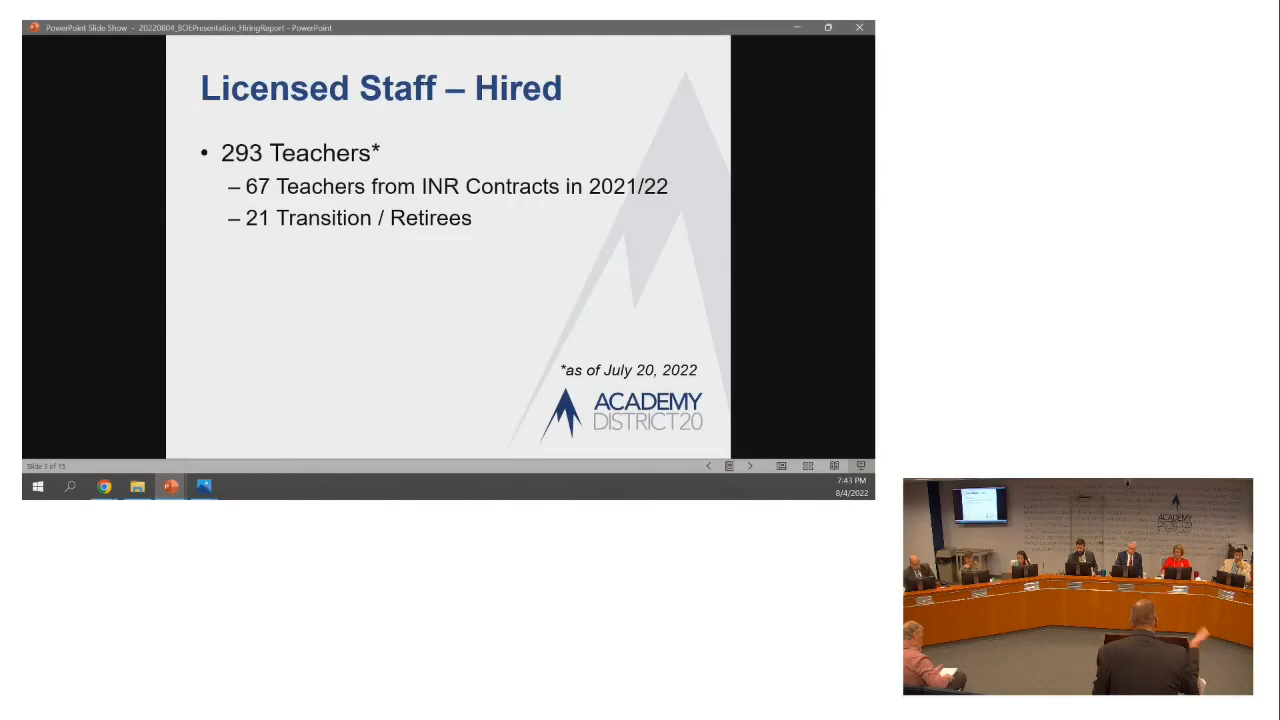 PowerPoint Slide Show - 20220804_BOEPresentation_HiringReport - PowerPoint
Licensed Staff – Hired
• 293 Teachers*
– 67 Teachers from INR Contracts in 2021/22
– 21 Transition / Retirees
*as of July 20, 2022
ACADEMY
DISTRICT20
Slide 3 of 15
7:43 PM
8/4/2022
ACADEMY
DISTRICT20